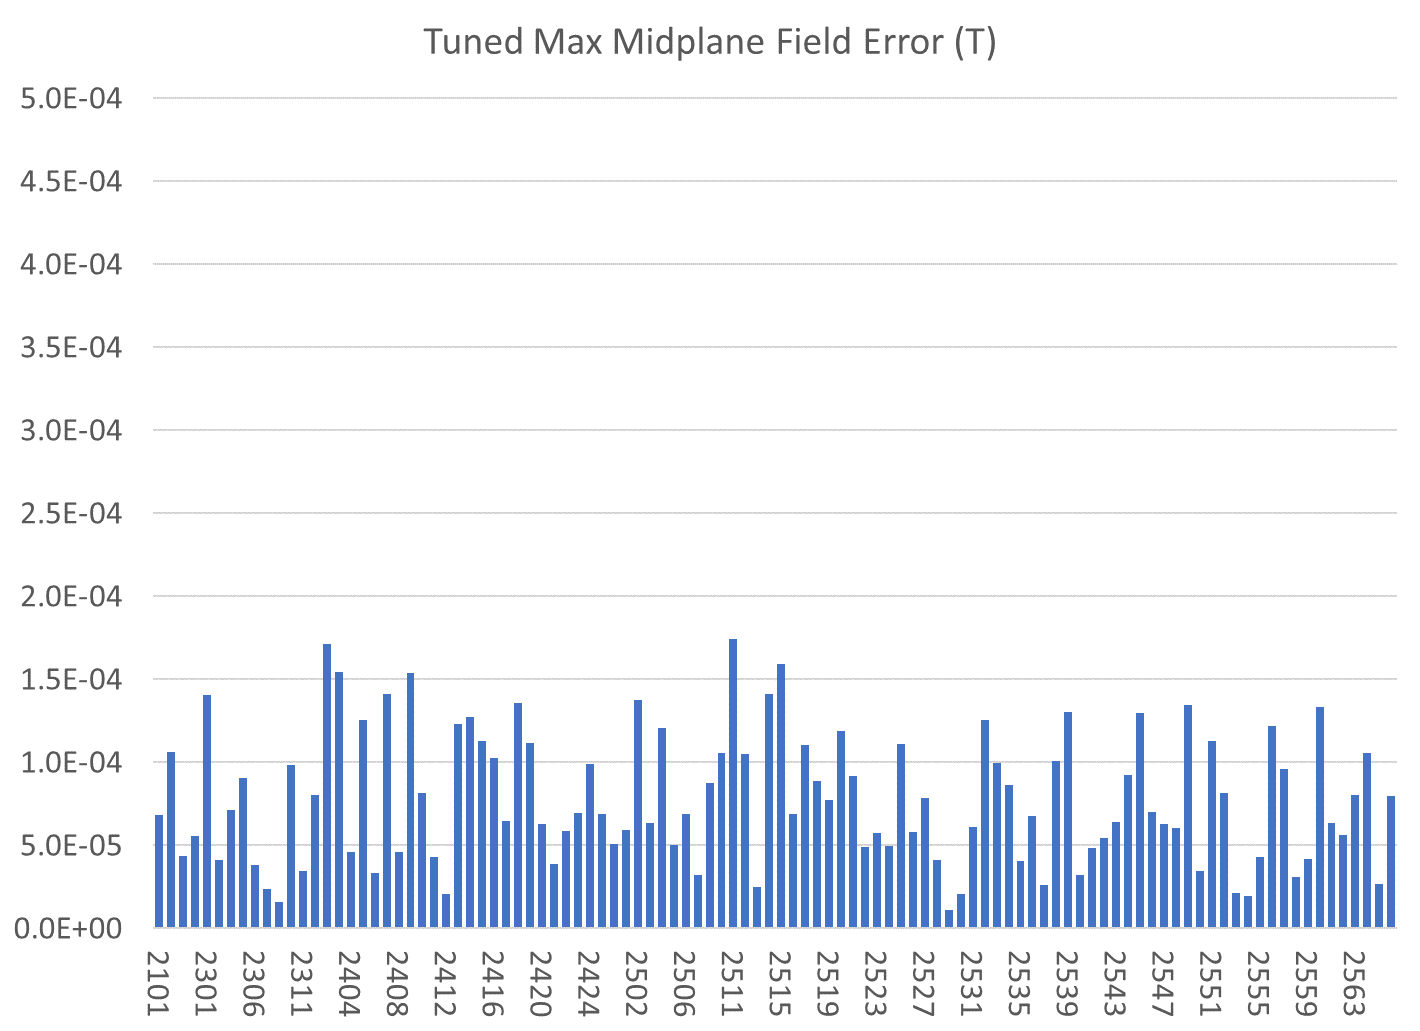 Tuned Max Midplane Field Error (T)
5.0E-04
4.5E-04
4.0E-04
3.5E-04
3.0E-04
2.5E-04
2.0E-04
1.5E-04
1.0E-04
5.0E-05
0.0E+00
2101
2301
2306
2311
2404
2408
2412
2416
2420
2424
2502
2506
2511
2515
2519
2523
2527
2531
2535
2539
2543
2547
2551
2555
2559
2563